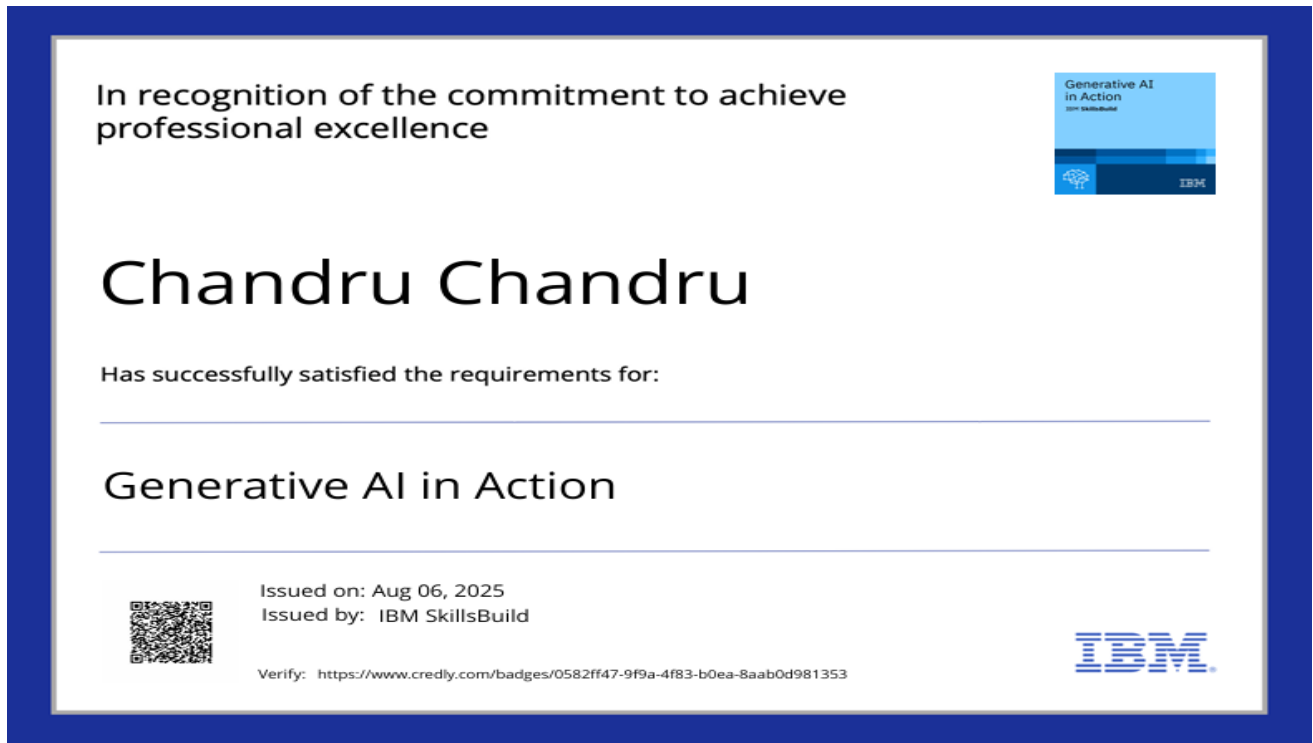 In recognition of the commitment to achieve
professional excellence
Generative AI
in Action
IBM SkillsBuild
IBM
Chandru Chandru
Has successfully satisfied the requirements for:
Generative AI in Action
Issued on: Aug 06, 2025
Issued by: IBM SkillsBuild
Verify: https://www.credly.com/badges/0582ff47-9f9a-4f83-b0ea-8aab0d981353
IBM®